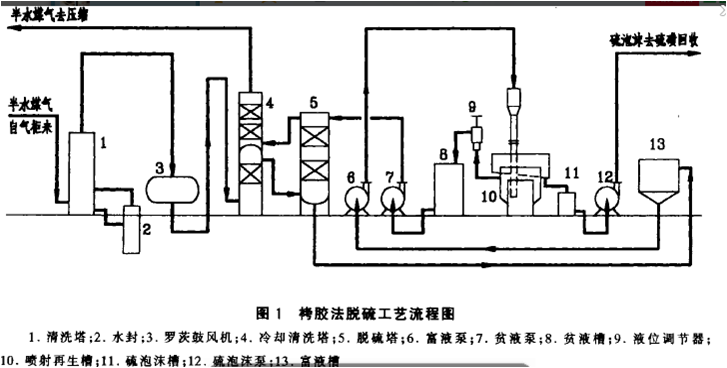 半水煤气去压缩
硫泡沫去硫磺回收
半水煤气
自气柜来
1
2
3
4
5
6
7
8
9
10
11
12
13
图1 栲胶法脱硫工艺流程图
1. 清洗塔;2. 水封;3. 罗茨鼓风机;4. 冷却清洗塔;5. 脱硫塔;6. 富液泵;7. 贫液泵;8. 贫液槽;9. 液位调节器;
10. 喷射再生槽;11. 硫泡沫槽;12. 硫泡沫泵;13. 富液槽